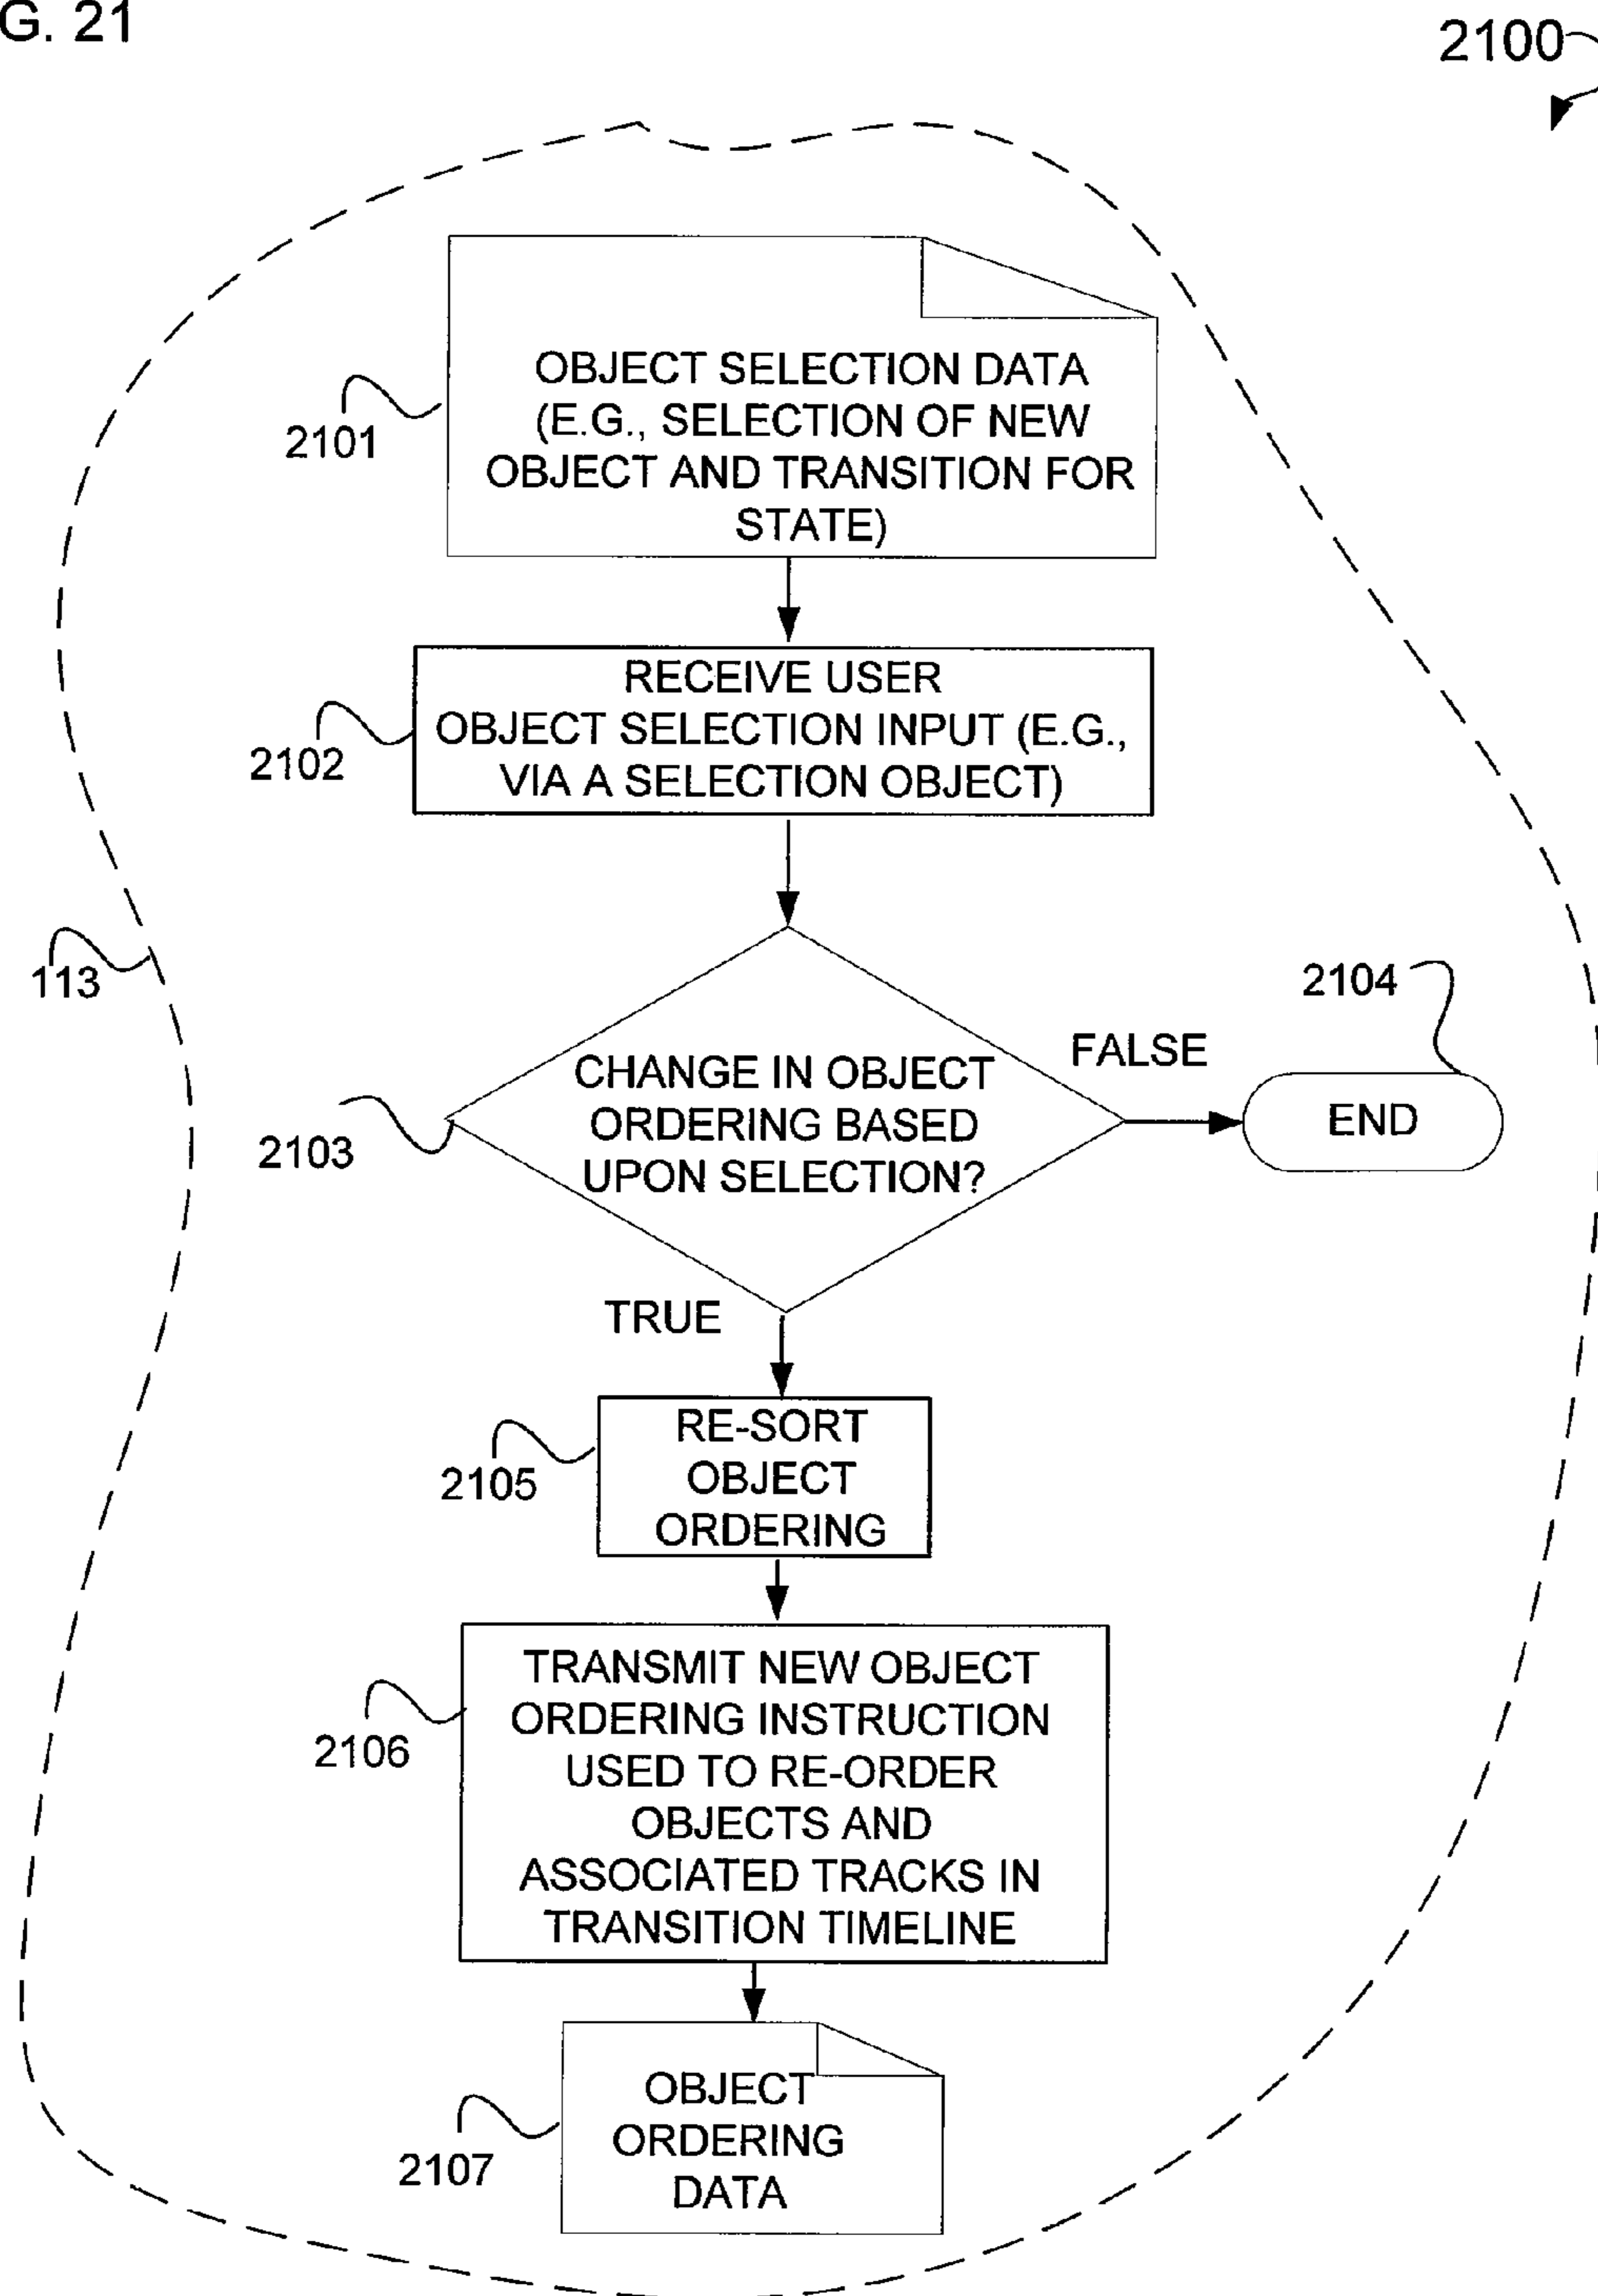 G. 21
2100
OBJECT SELECTION DATA
(E.G., SELECTION OF NEW
OBJECT AND TRANSITION FOR
STATE)
2101
RECEIVE USER
OBJECT SELECTION INPUT (E.G.,
VIA A SELECTION OBJECT)
2102
113
2104
FALSE
CHANGE IN OBJECT
ORDERING BASED
UPON SELECTION?
END
2103
TRUE
RE-SORT
OBJECT
ORDERING
2105
TRANSMIT NEW OBJECT
ORDERING INSTRUCTION
USED TO RE-ORDER
OBJECTS AND
ASSOCIATED TRACKS IN
TRANSITION TIMELINE
2106
OBJECT
ORDERING
DATA
2107